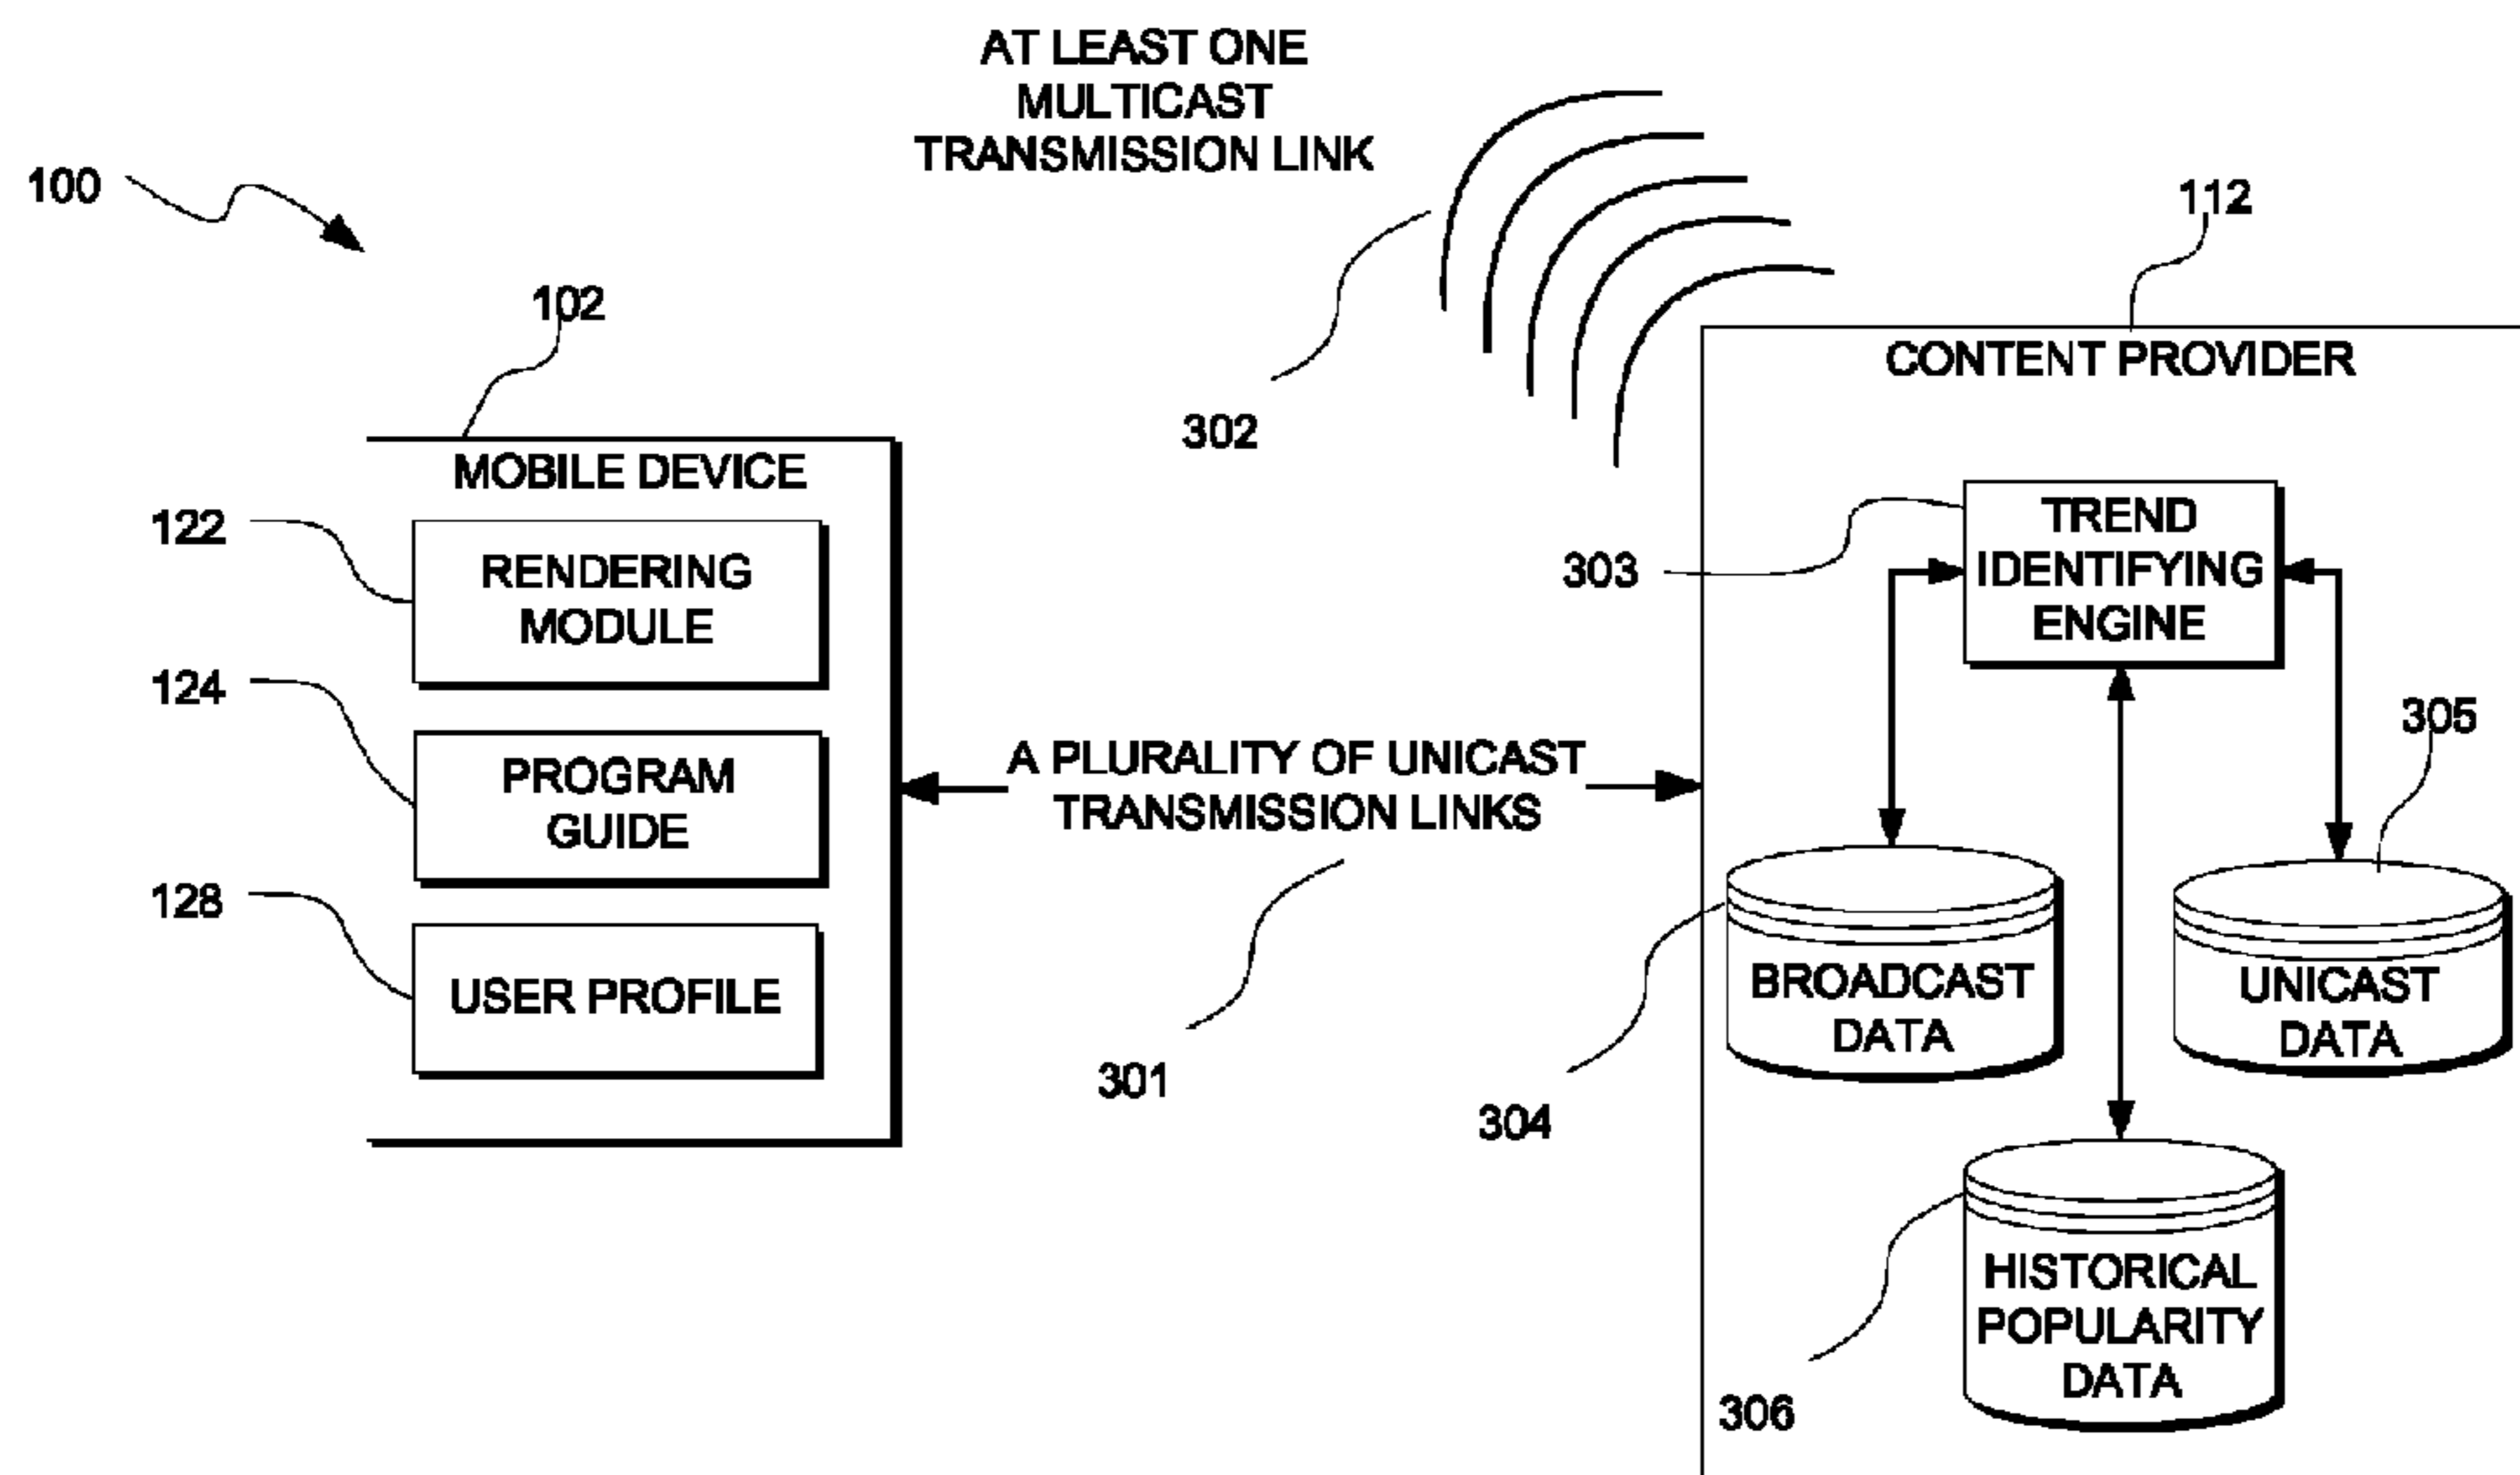 AT LEAST ONE
MULTICAST
TRANSMISSION LINK
100
112
102
302
CONTENT PROVIDER
MOBILE DEVICE
122
RENDERING
MODULE
303
TREND
IDENTIFYING
ENGINE
124
PROGRAM
GUIDE
A PLURALITY OF UNICAST
TRANSMISSION LINKS
305
128
USER PROFILE
301
304
BROADCAST
DATA
UNICAST
DATA
306
HISTORICAL
POPULARITY
DATA